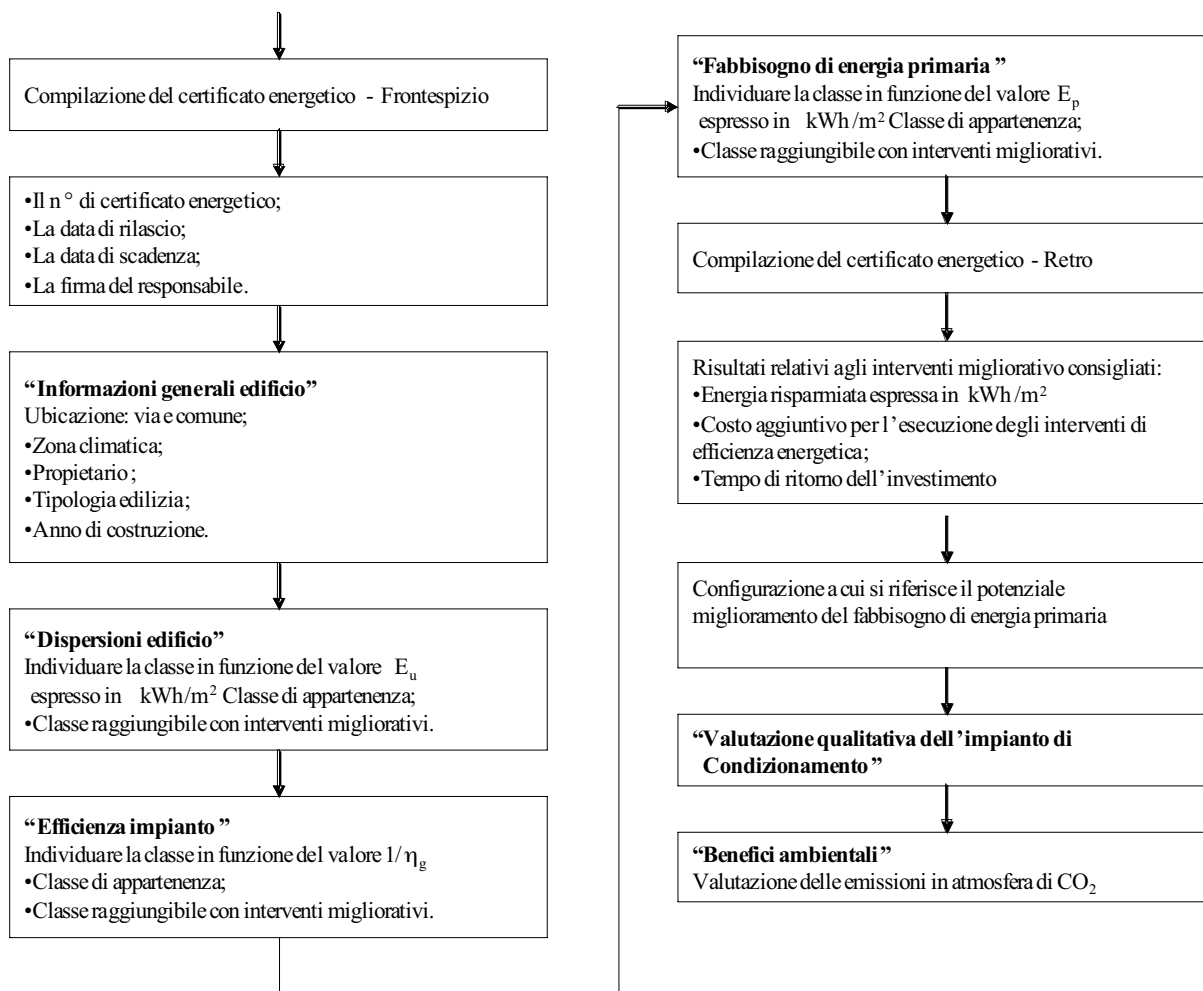 Compilazione del certificato energetico - Frontespizio
•Il n° di certificato energetico;
•La data di rilascio;
•La data di scadenza;
•La firma del responsabile.
“Informazioni generali edificio”
Ubicazione: via e comune;
•Zona climatica;
•Propietario;
•Tipologia edilizia;
•Anno di costruzione.
“Dispersioni edificio”
Individuare la classe in funzione del valore Eu
espresso in kWh/m² Classe di appartenenza;
•Classe raggiungibile con interventi migliorativi.
“Efficienza impianto”
Individuare la classe in funzione del valore 1/ηg
•Classe di appartenenza;
•Classe raggiungibile con interventi migliorativi.
“Fabbisogno di energia primaria”
Individuare la classe in funzione del valore Ep
espresso in kWh/m² Classe di appartenenza;
•Classe raggiungibile con interventi migliorativi.
Compilazione del certificato energetico - Retro
Risultati relativi agli interventi migliorativo consigliati:
•Energia risparmiata espressa in kWh/m²
•Costo aggiuntivo per l’esecuzione degli interventi di
efficienza energetica;
•Tempo di ritorno dell’investimento
Configurazione a cui si riferisce il potenziale
miglioramento del fabbisogno di energia primaria
“Valutazione qualitativa dell’impianto di
Condizionamento”
“Benefici ambientali”
Valutazione delle emissioni in atmosfera di CO₂